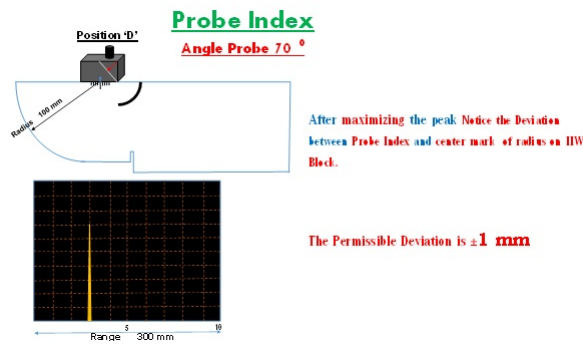 Probe Index
Position 'D'
Angle Probe 70 °
Radius 100 mm
After maximizing the peak Notice the Deviation
between Probe Index and center mark of radius on IIW
Block.
The Permissible Deviation is ±1 mm
5
10
Range 300 mm